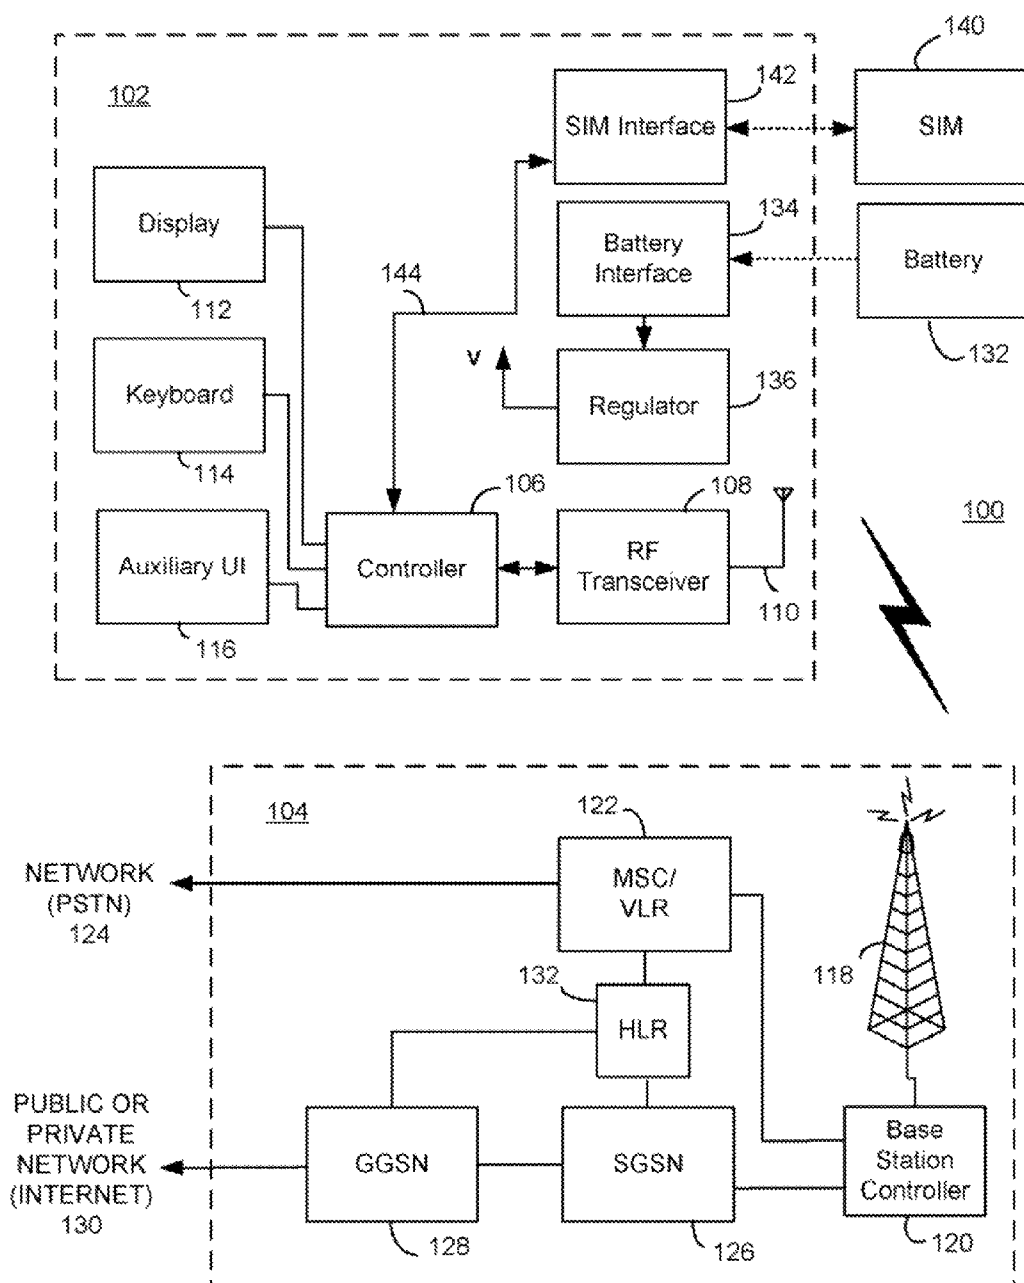 140
102
142
SIM Interface
SIM
Display
134
Battery
Interface
Battery
112
144
132
V
Keyboard
Regulator
136
114
106
108
100
Auxiliary UI
Controller
RF
Transceiver
110
116
104
122
NETWORK
(PSTN)
124
MSC/
VLR
118
132
HLR
PUBLIC OR
PRIVATE
NETWORK
(INTERNET)
130
GGSN
SGSN
Base
Station
Controller
128
126
120